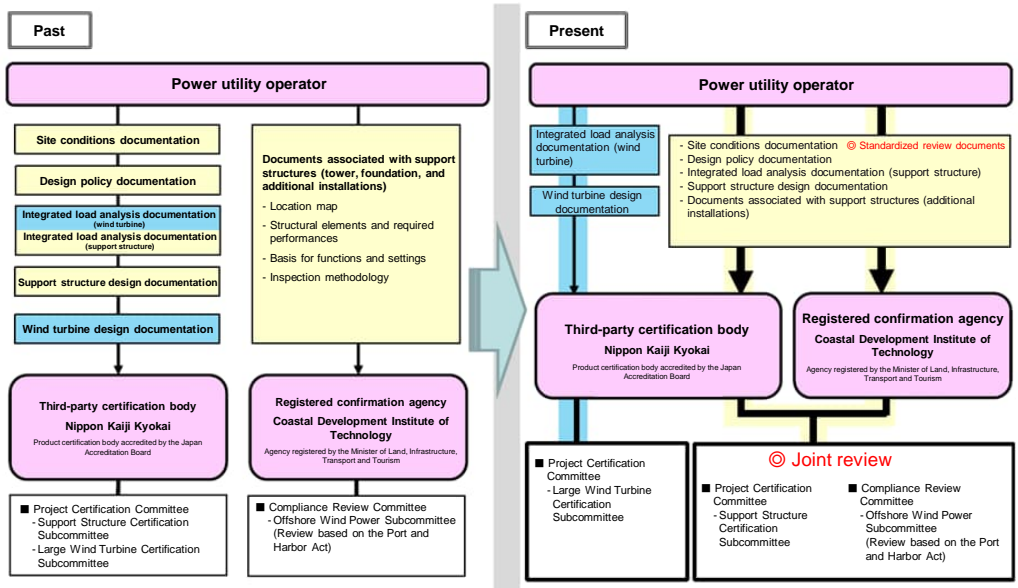 Past
Power utility operator
Site conditions documentation
Design policy documentation
Integrated load analysis documentation
(wind turbine)
Integrated load analysis documentation
(support structure)
Support structure design documentation
Wind turbine design documentation
Documents associated with support
structures (tower, foundation, and
additional installations)
- Location map
- Structural elements and required
performances
- Basis for functions and settings
- Inspection methodology
Third-party certification body
Nippon Kaiji Kyokai
Product certification body accredited by the Japan
Accreditation Board
Registered confirmation agency
Coastal Development Institute of
Technology
Agency registered by the Minister of Land, Infrastructure,
Transport and Tourism
■ Project Certification Committee
- Support Structure Certification
Subcommittee
- Large Wind Turbine Certification
Subcommittee
■ Compliance Review Committee
- Offshore Wind Power Subcommittee
(Review based on the Port and
Harbor Act)
Present
Power utility operator
Integrated load analysis
documentation (wind
turbine)
Wind turbine design
documentation
- Site conditions documentation ◎ Standardized review documents
- Design policy documentation
- Integrated load analysis documentation (support structure)
- Support structure design documentation
- Documents associated with support structures (additional
installations)
Third-party certification body
Nippon Kaiji Kyokai
Product certification body accredited by the Japan
Accreditation Board
Registered confirmation agency
Coastal Development Institute of
Technology
Agency registered by the Minister of Land, Infrastructure,
Transport and Tourism
■ Project Certification
Committee
- Large Wind Turbine
Certification
Subcommittee
◎ Joint review
■ Project Certification
Committee
- Support Structure
Certification
Subcommittee
■ Compliance Review
Committee
- Offshore Wind Power
Subcommittee
(Review based on the Port
and Harbor Act)